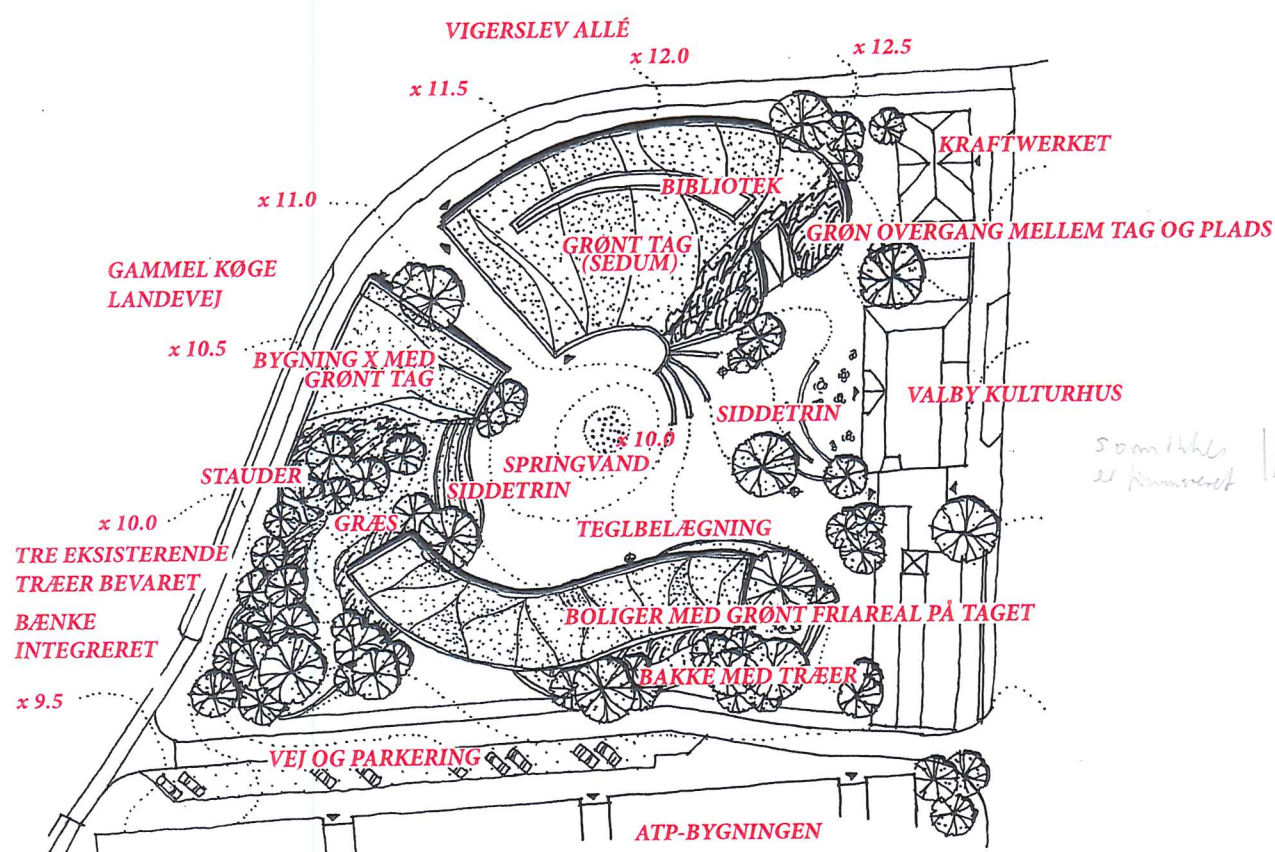 VIGERSLEV ALLÉ
x 12.0
x 12.5
x 11.5
KRAFTWERKET
BIBLIOTEK
x 11.0
GRØN OVERGANG MELLEM TAG OG PLADS
GRØNT TAG
(SEDUM)
GAMMEL KØGE
LANDEVEJ
x 10.5
BYGNING X MED
GRØNT TAG
VALBY KULTURHUS
SIDDETRIN
x 10.0
SPRINGVAND
STAUDER
SIDDETRIN
x 10.0
GRÆS
TEGLBELÆGNING
TRE EKSISTERENDE
TRÆER BEVARET
BÆNKE
INTEGRERET
BOLIGER MED GRØNT FRIAREAL PÅ TAGET
BAKKE MED TRÆER
x 9.5
VEJ OG PARKERING
ATP-BYGNINGEN
som ikke
er